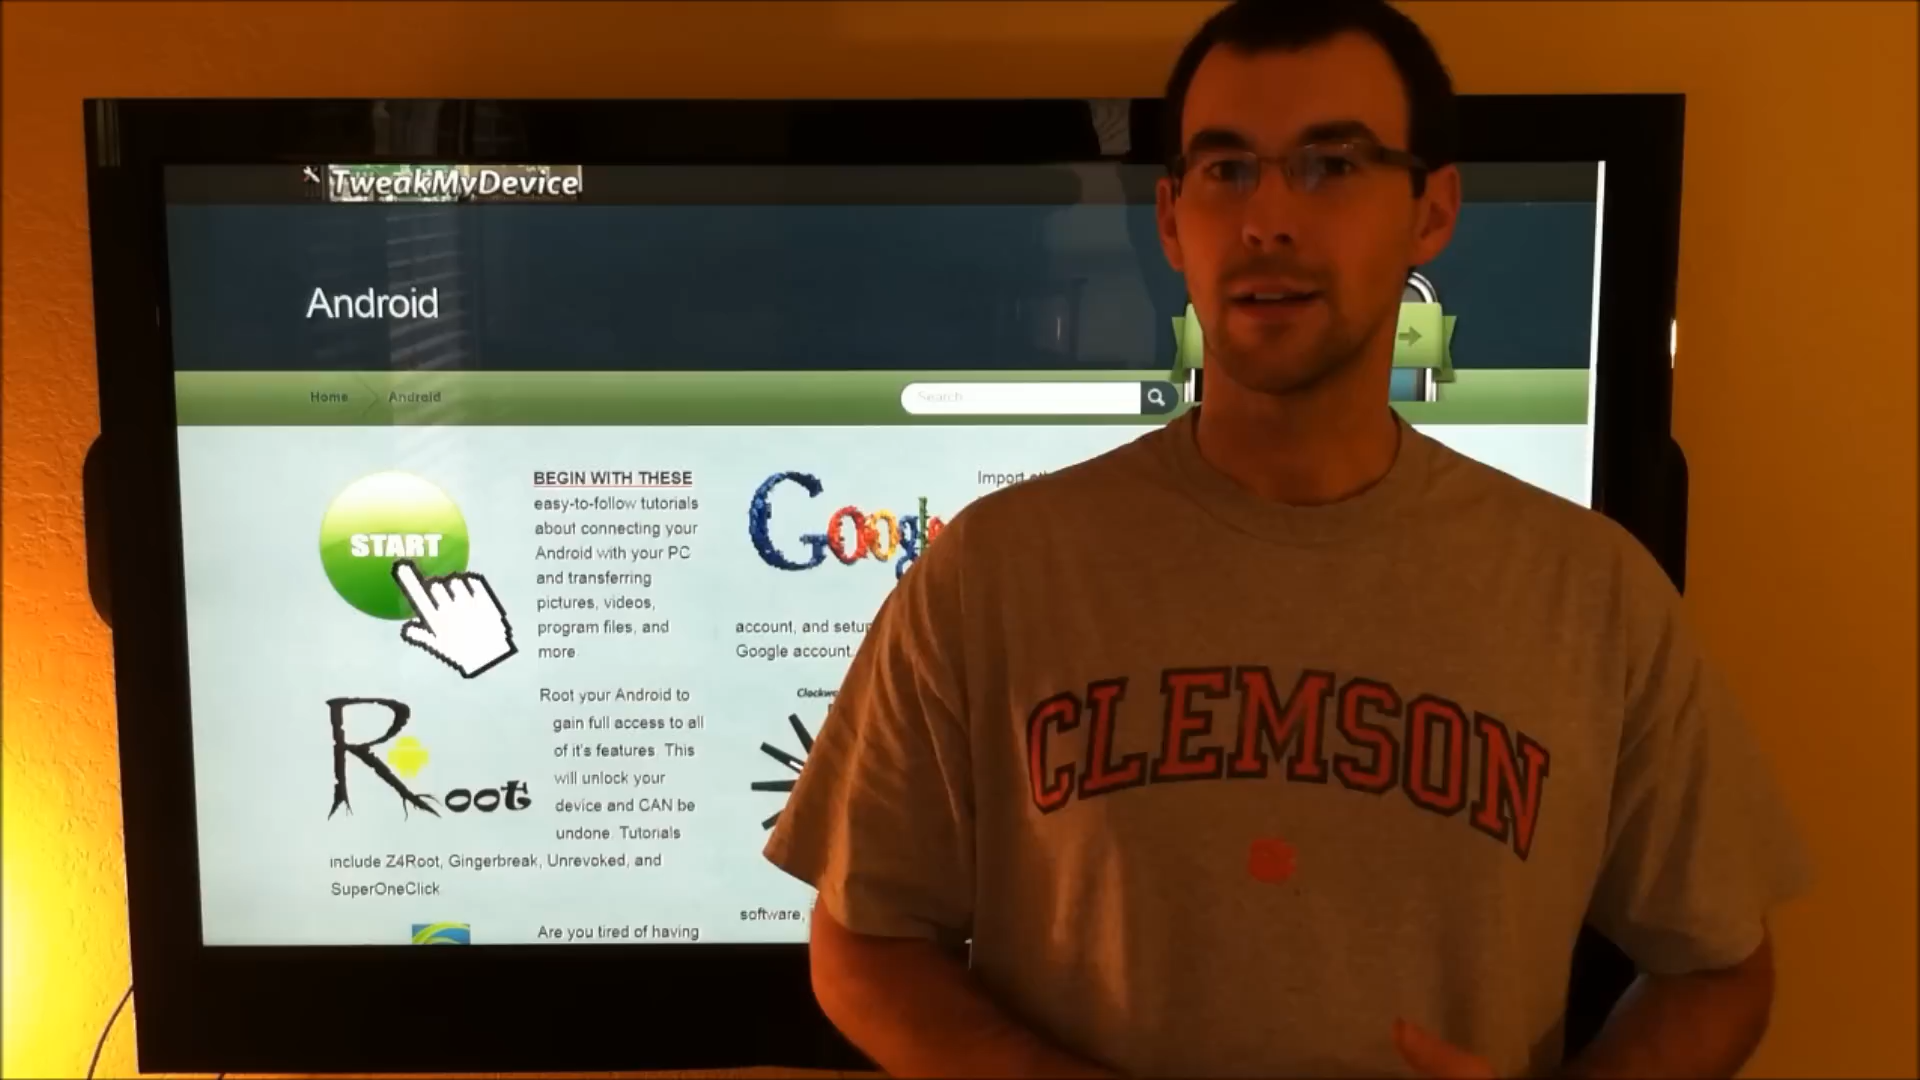 TweakMyDevice
Android
Home
Android
Search
START
BEGIN WITH THESE
easy-to-follow tutorials
about connecting your
Android with your PC
and transferring
pictures, videos,
program files, and
more
Google
Import
account, and setup
Google account.
Root
Root your Android to
gain full access to all
of it's features. This
will unlock your
device and CAN be
undone. Tutorials
include Z4Root, Gingerbreak, Unrevoked, and
SuperOneClick
software,
Are you tired of having
CLEMSON